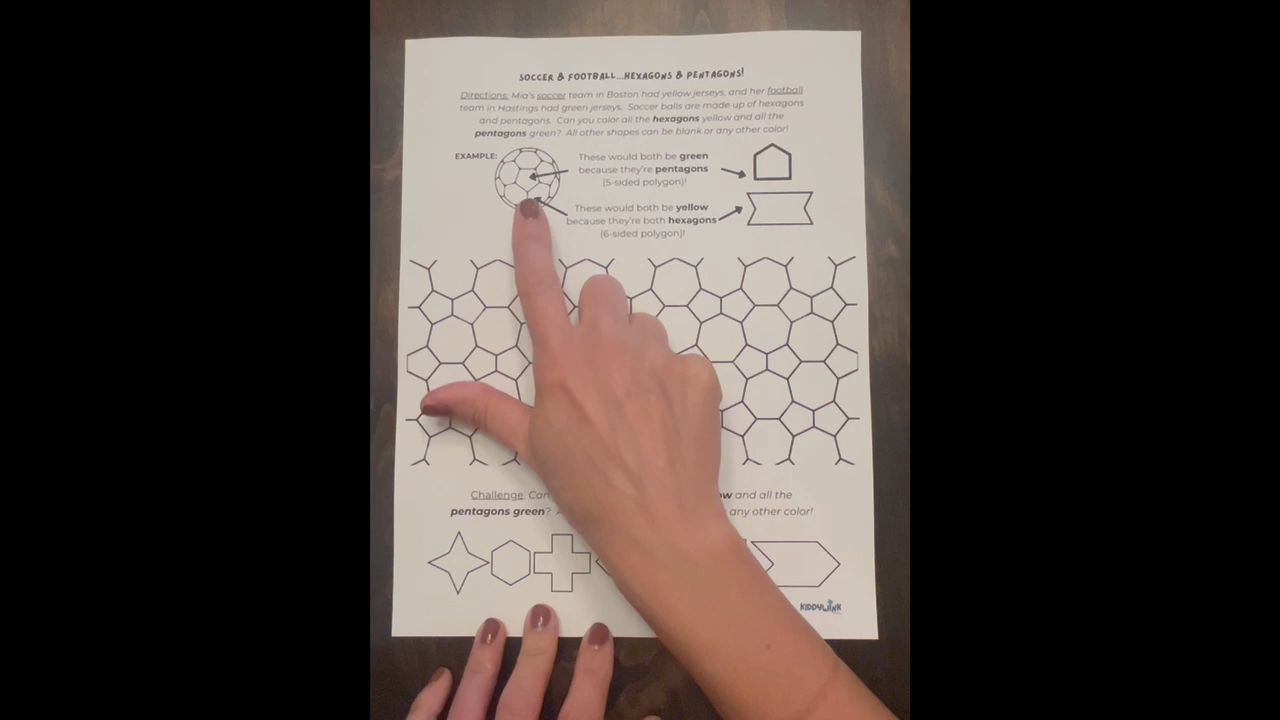 SOCCER & FOOTBALL...HEXAGONS & PENTAGONS!
Directions: Mia's soccer team in Boston had yellow jerseys, and her football
team in Hastings had green jerseys. Soccer balls are made up of hexagons
and pentagons. Can you color all the hexagons yellow and all the
pentagons green? All other shapes can be blank or any other color!
EXAMPLE:
These would both be green
because they're pentagons
(5-sided polygon)!
These would both be yellow
because they're both hexagons
(6-sided polygon)!
Challenge: Can
and all the
pentagons green?
any other color!
KIDDYWINK